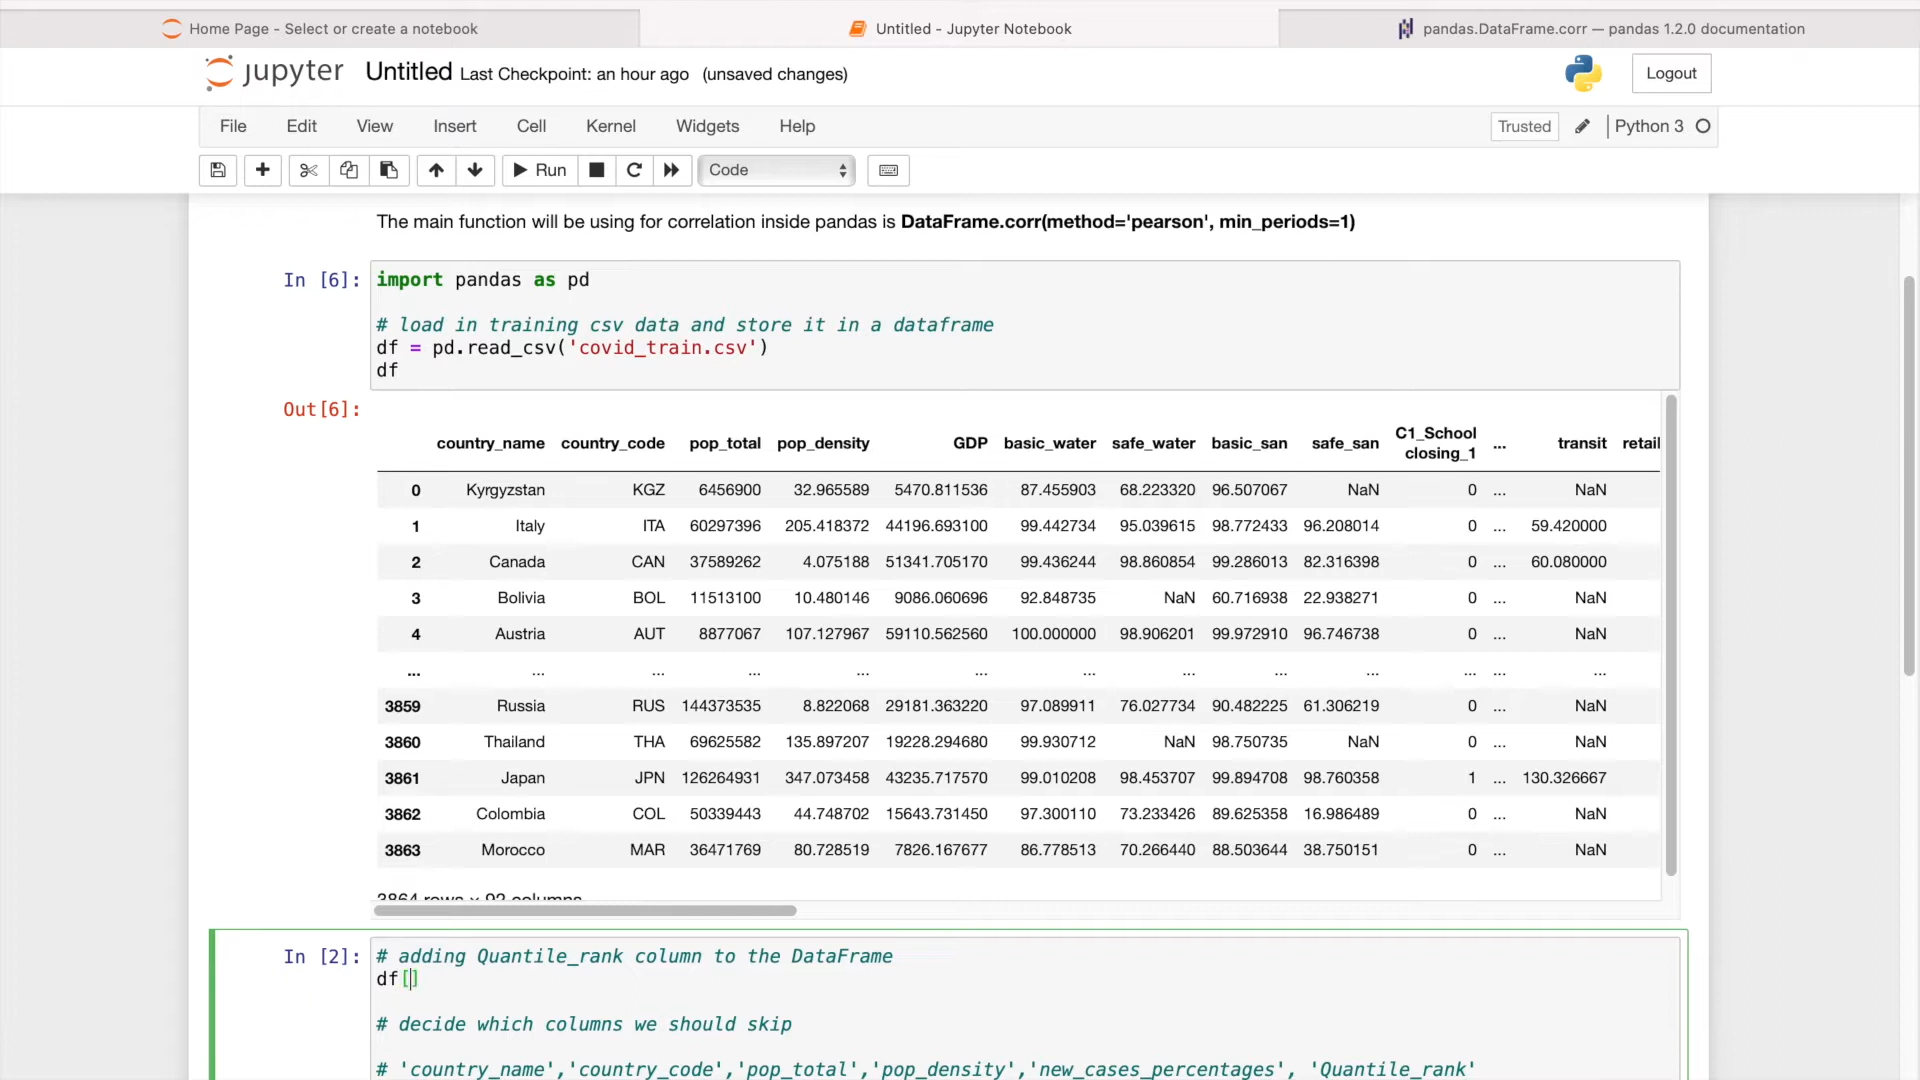 Home Page - Select or create a notebook
Untitled - Jupyter Notebook
pandas.DataFrame.corr — pandas 1.2.0 documentation
jupyter Untitled Last Checkpoint: an hour ago (unsaved changes)
Logout
File Edit View Insert Cell Kernel Widgets Help
Trusted
Python 3
Run
Code
The main function will be using for correlation inside pandas is DataFrame.corr(method='pearson', min_periods=1)
In [6]: import pandas as pd
# load in training csv data and store it in a dataframe
df = pd.read_csv('covid_train.csv')
df
Out[6]:
country_name country_code pop_total pop_density GDP basic_water safe_water basic_san safe_san C1_School closing_1 ... transit retail
0 Kyrgyzstan KGZ 6456900 32.965589 5470.811536 87.455903 68.223320 96.507067 NaN 0 ... NaN
1 Italy ITA 60297396 205.418372 44196.693100 99.442734 95.039615 98.772433 96.208014 0 ... 59.420000
2 Canada CAN 37589262 4.075188 51341.705170 99.436244 98.860854 99.286013 82.316398 0 ... 60.080000
3 Bolivia BOL 11513100 10.480146 9086.060696 92.848735 NaN 60.716938 22.938271 0 ... NaN
4 Austria AUT 8877067 107.127967 59110.562560 100.000000 98.906201 99.972910 96.746738 0 ... NaN
... ... ... ... ... ... ... ... ... ... ... ... ...
3859 Russia RUS 144373535 8.822068 29181.363220 97.089911 76.027734 90.482225 61.306219 0 ... NaN
3860 Thailand THA 69625582 135.897207 19228.294680 99.930712 NaN 98.750735 NaN 0 ... NaN
3861 Japan JPN 126264931 347.073458 43235.717570 99.010208 98.453707 99.894708 98.760358 1 ... 130.326667
3862 Colombia COL 50339443 44.748702 15643.731450 97.300110 73.233426 89.625358 16.986489 0 ... NaN
3863 Morocco MAR 36471769 80.728519 7826.167677 86.778513 70.266440 88.503644 38.750151 0 ... NaN
3864 rows × 92 columns
In [2]: # adding Quantile_rank column to the DataFrame
df[]
# decide which columns we should skip
# 'country_name','country_code','pop_total','pop_density','new_cases_percentages', 'Quantile_rank'